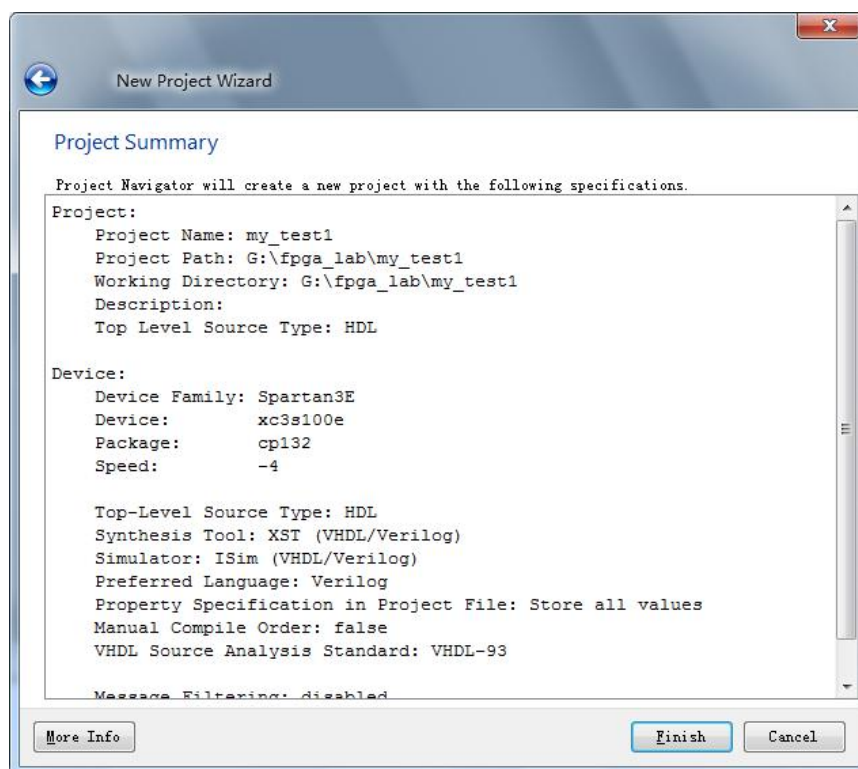 New Project Wizard
Project Summary
Project Navigator will create a new project with the following specifications.
Project:
Project Name: my_test1
Project Path: G:\fpga_lab\my_test1
Working Directory: G:\fpga_lab\my_test1
Description:
Top Level Source Type: HDL
Device:
Device Family: Spartan3E
Device: xc3s100e
Package: cp132
Speed: -4
Top-Level Source Type: HDL
Synthesis Tool: XST (VHDL/Verilog)
Simulator: ISim (VHDL/Verilog)
Preferred Language: Verilog
Property Specification in Project File: Store all values
Manual Compile Order: false
VHDL Source Analysis Standard: VHDL-93
Message Filtering: disabled
More Info
Finish
Cancel